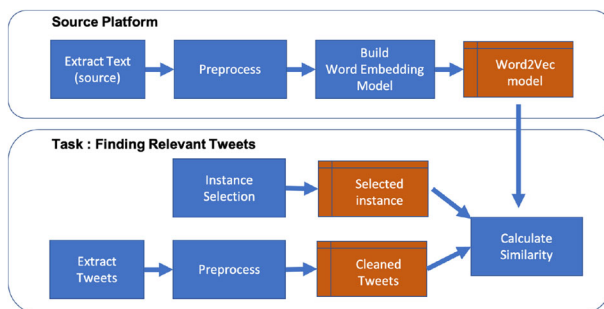 Source Platform
Extract Text
(source)
Preprocess
Build
Word Embedding
Model
Word2Vec
model
Task : Finding Relevant Tweets
Instance
Selection
Selected
instance
Extract
Tweets
Preprocess
Cleaned
Tweets
Calculate
Similarity